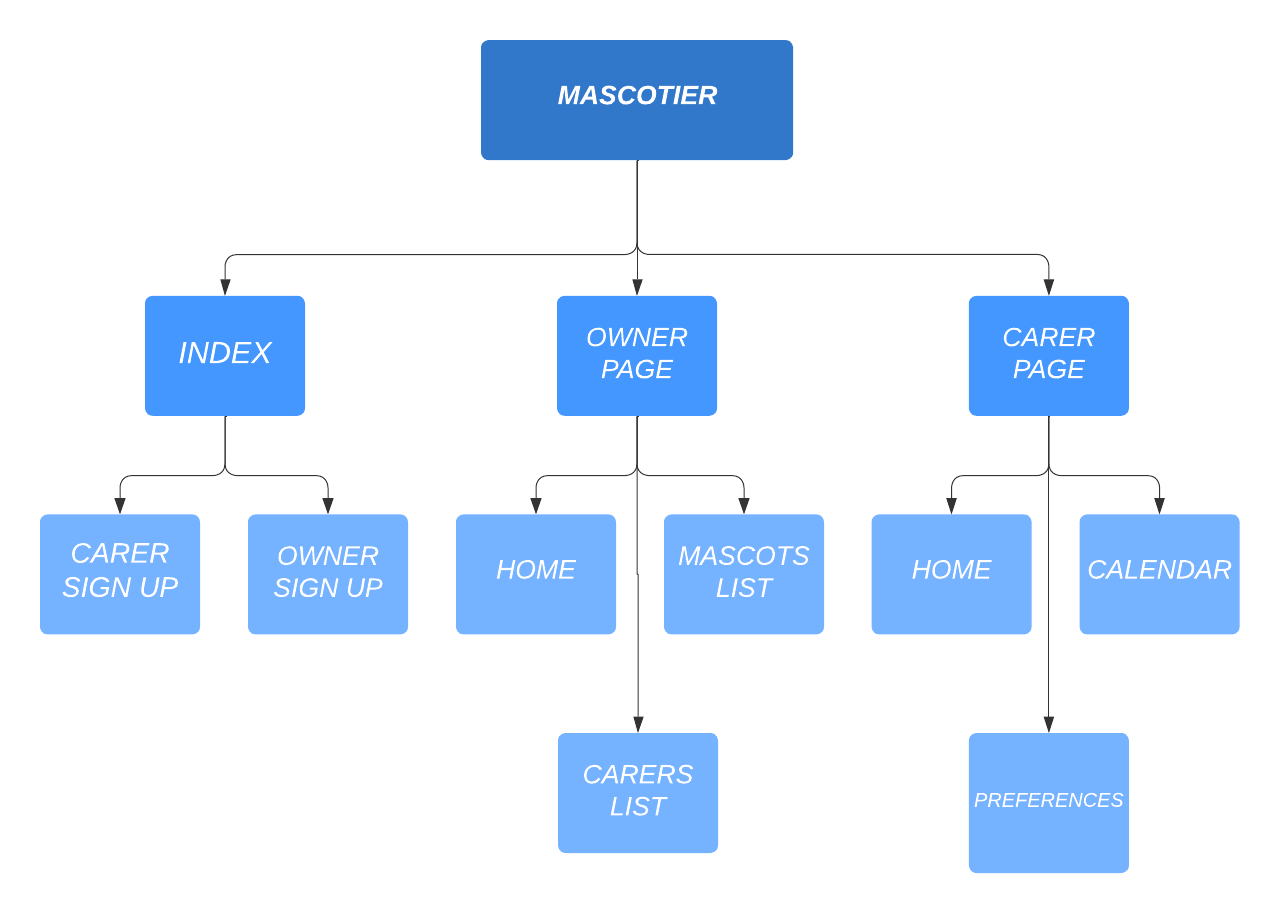 MASCOTIER
INDEX
OWNER
PAGE
CARER
PAGE
CARER
SIGN UP
OWNER
SIGN UP
HOME
MASCOTS
LIST
HOME
CALENDAR
CARERS
LIST
PREFERENCES